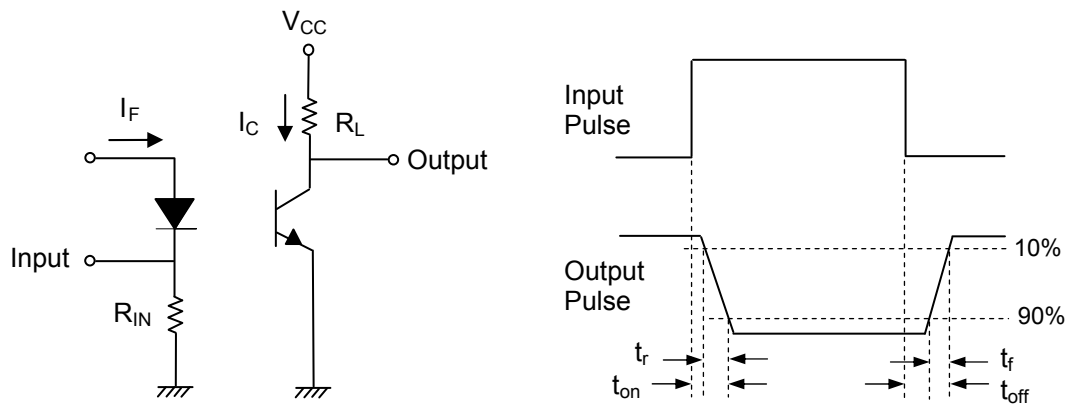 V_CC
I_F
I_C
R_L
Output
Input
R_IN
Input
Pulse
Output
Pulse
10%
90%
t_r
t_f
t_on
t_off